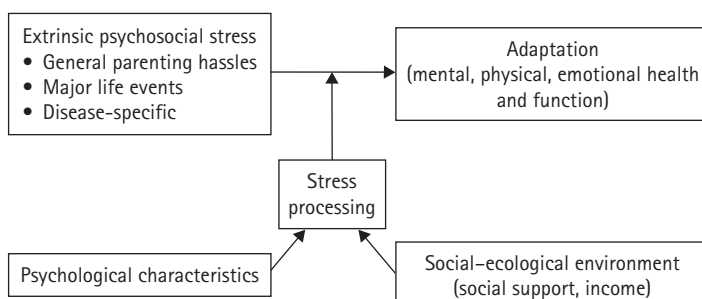 Extrinsic psychosocial stress
• General parenting hassles
• Major life events
• Disease-specific
Adaptation
(mental, physical, emotional health
and function)
Stress
processing
Psychological characteristics
Social–ecological environment
(social support, income)